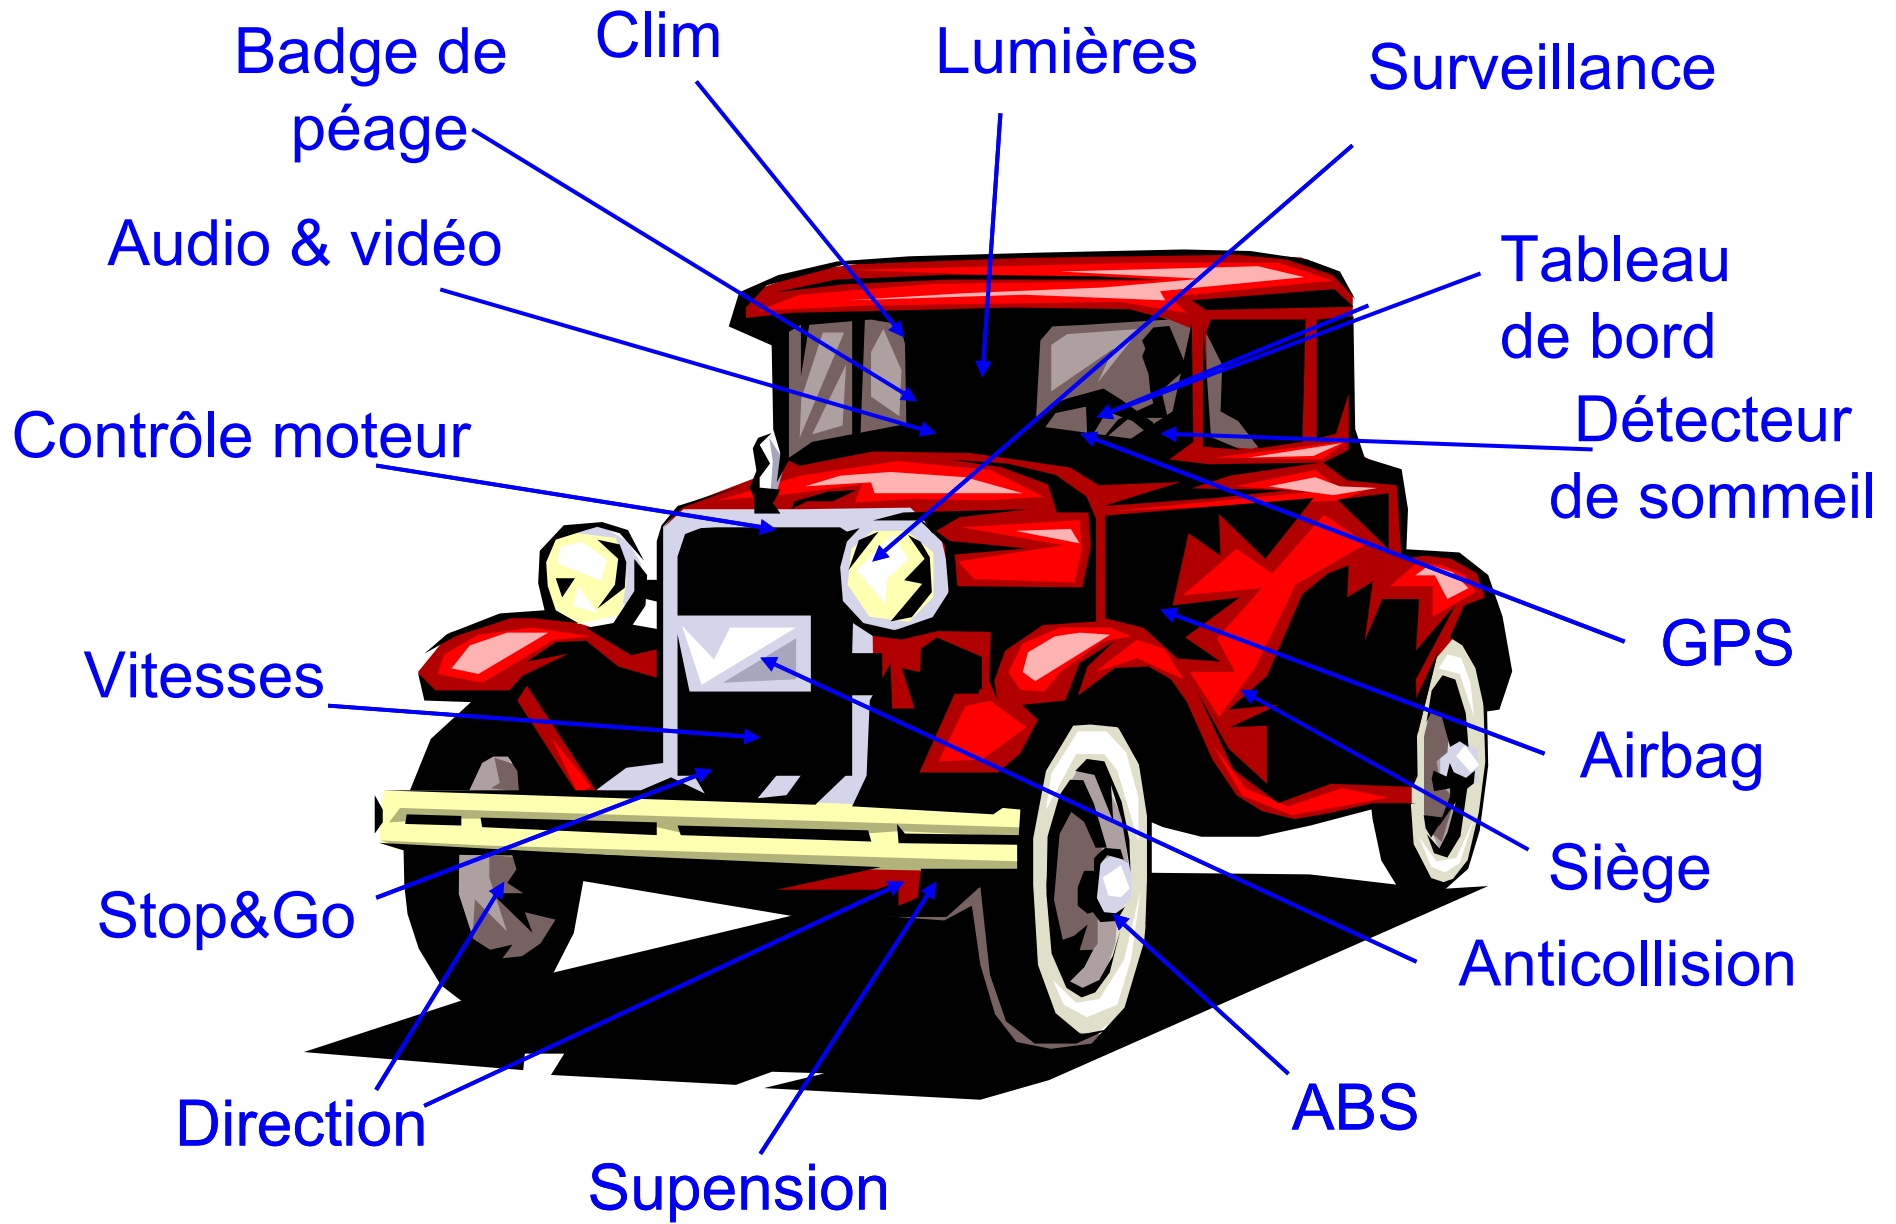 Badge de
péage
Clim
Lumières
Surveillance
Audio & vidéo
Tableau
de bord
Contrôle moteur
Détecteur
de sommeil
Vitesses
GPS
Airbag
Stop&Go
Siège
Anticollision
Direction
ABS
Supension